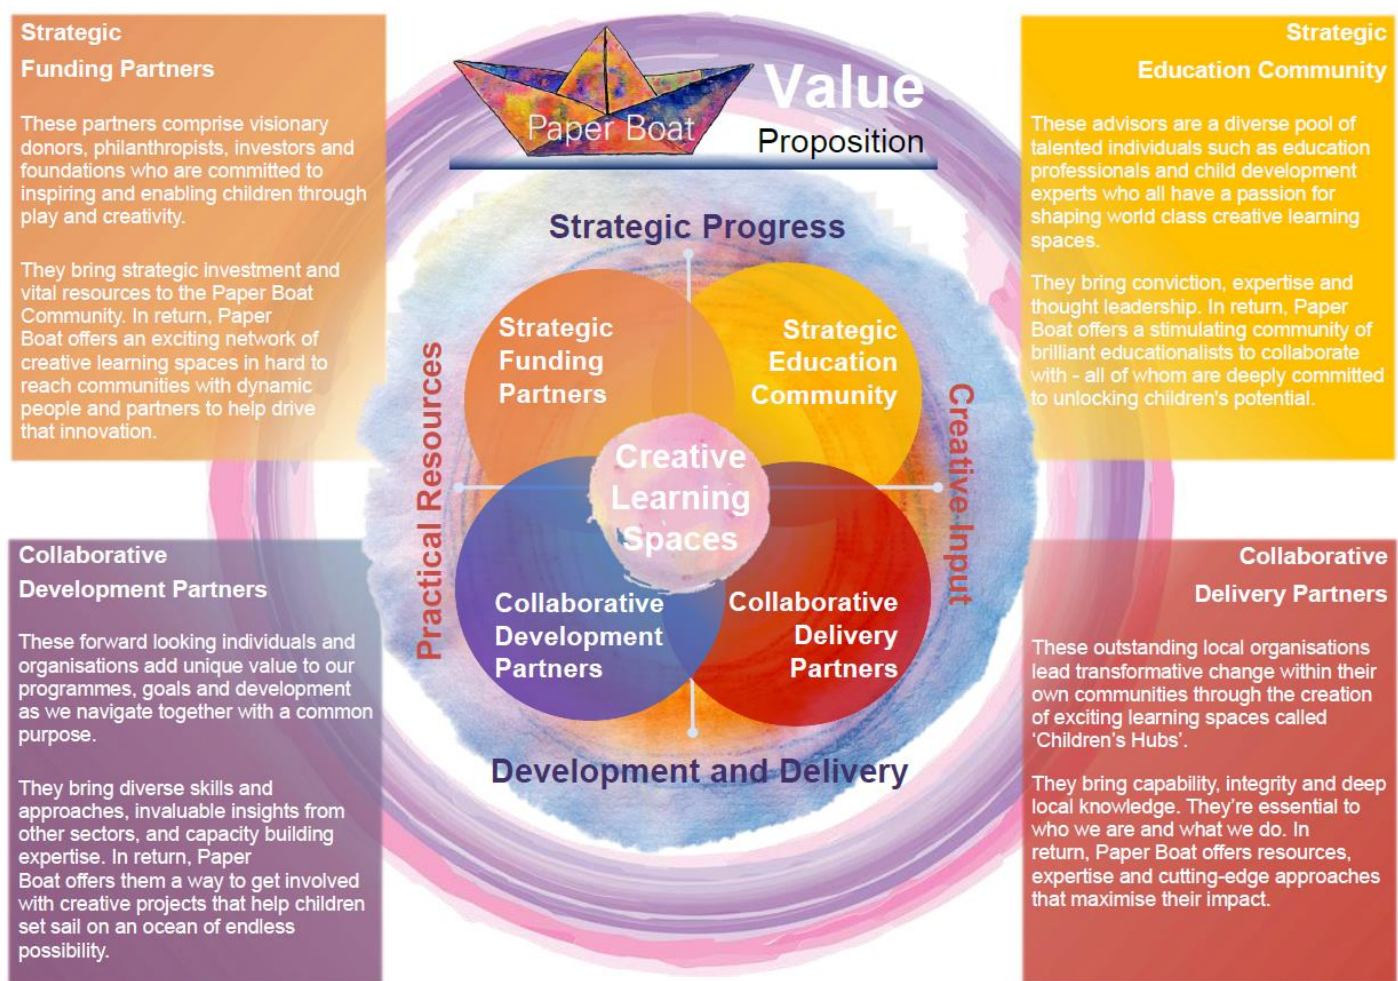 Strategic
Funding Partners
These partners comprise visionary
donors, philanthropists, investors and
foundations who are committed to
inspiring and enabling children through
play and creativity.
They bring strategic investment and
vital resources to the Paper Boat
Community. In return, Paper
Boat offers an exciting network of
creative learning spaces in hard to
reach communities with dynamic
people and partners to help drive
that innovation.
Paper Boat
Value
Proposition
Strategic
Education Community
These advisors are a diverse pool of
talented individuals such as education
professionals and child development
experts who all have a passion for
shaping world class creative learning
spaces.
They bring conviction, expertise and
thought leadership. In return, Paper
Boat offers a stimulating community of
brilliant educationalists to collaborate
with - all of whom are deeply committed
to unlocking children's potential.
Strategic Progress
Strategic
Funding
Partners
Strategic
Education
Community
Practical Resources
Creative
Learning
Spaces
Creative Input
Collaborative
Development
Partners
Collaborative
Delivery
Partners
Development and Delivery
Collaborative
Development Partners
These forward looking individuals and
organisations add unique value to our
programmes, goals and development
as we navigate together with a common
purpose.
They bring diverse skills and
approaches, invaluable insights from
other sectors, and capacity building
expertise. In return, Paper
Boat offers them a way to get involved
with creative projects that help children
set sail on an ocean of endless
possibility.
Collaborative
Delivery Partners
These outstanding local organisations
lead transformative change within their
own communities through the creation
of exciting learning spaces called
‘Children’s Hubs’.
They bring capability, integrity and deep
local knowledge. They’re essential to
who we are and what we do. In
return, Paper Boat offers resources,
expertise and cutting-edge approaches
that maximise their impact.